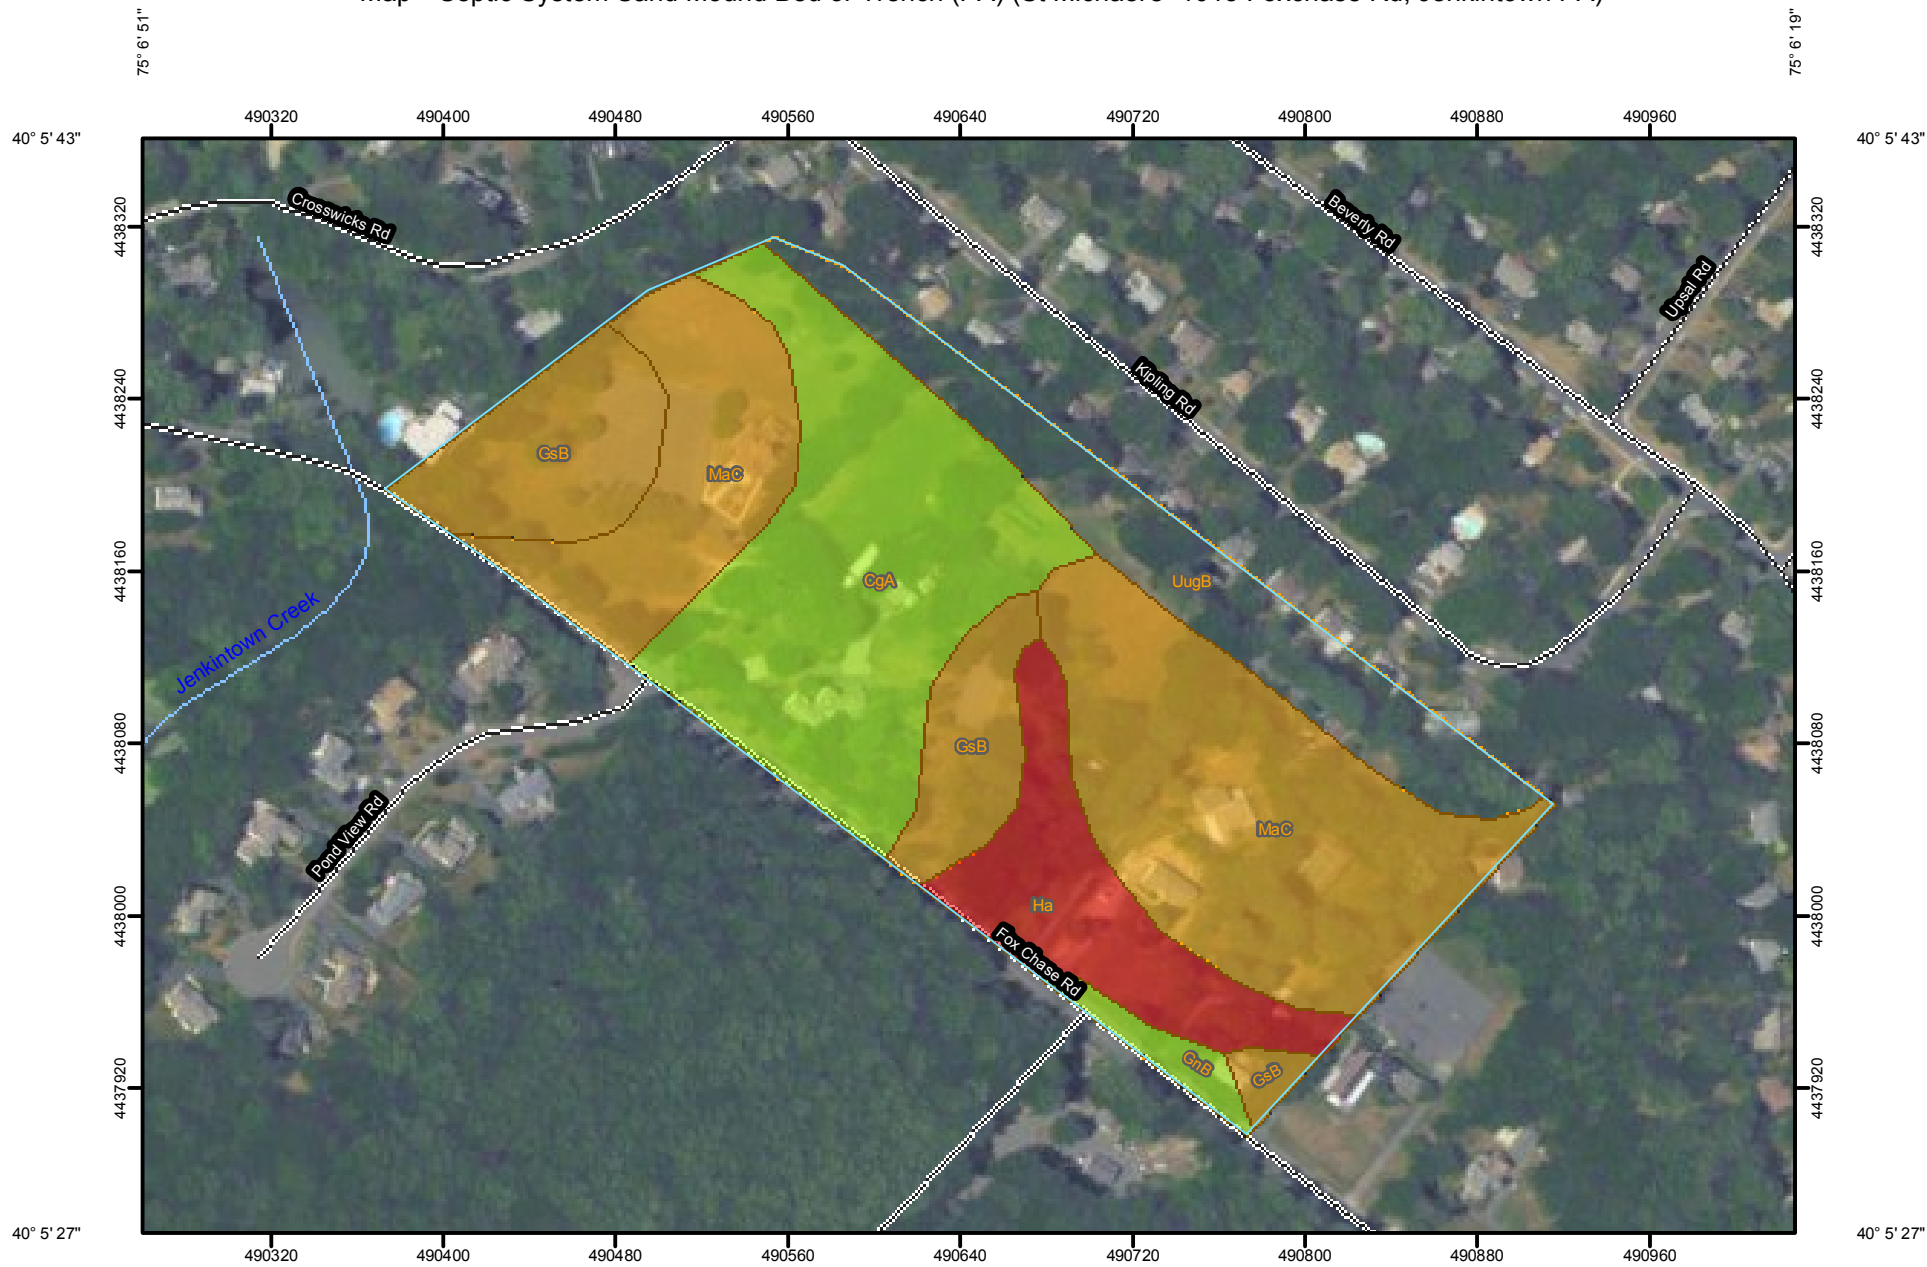 75° 6' 51"
75° 6' 19"
490320 490400 490480 490560 490640 490720 490800 490880 490960
40° 5' 43"
40° 5' 43"
4438320
4438320
Crosswicks Rd
Beverly Rd
Upsal Rd
4438240
4438240
Kipling Rd
GsB
MaC
4438160
4438160
CgA
UugB
Jenkintown Creek
4438080
4438080
GsB
Pond View Rd
MaC
4438000
4438000
Ha
Fox Chase Rd
4437920
4437920
GnB
GsB
40° 5' 27"
40° 5' 27"
490320 490400 490480 490560 490640 490720 490800 490880 490960